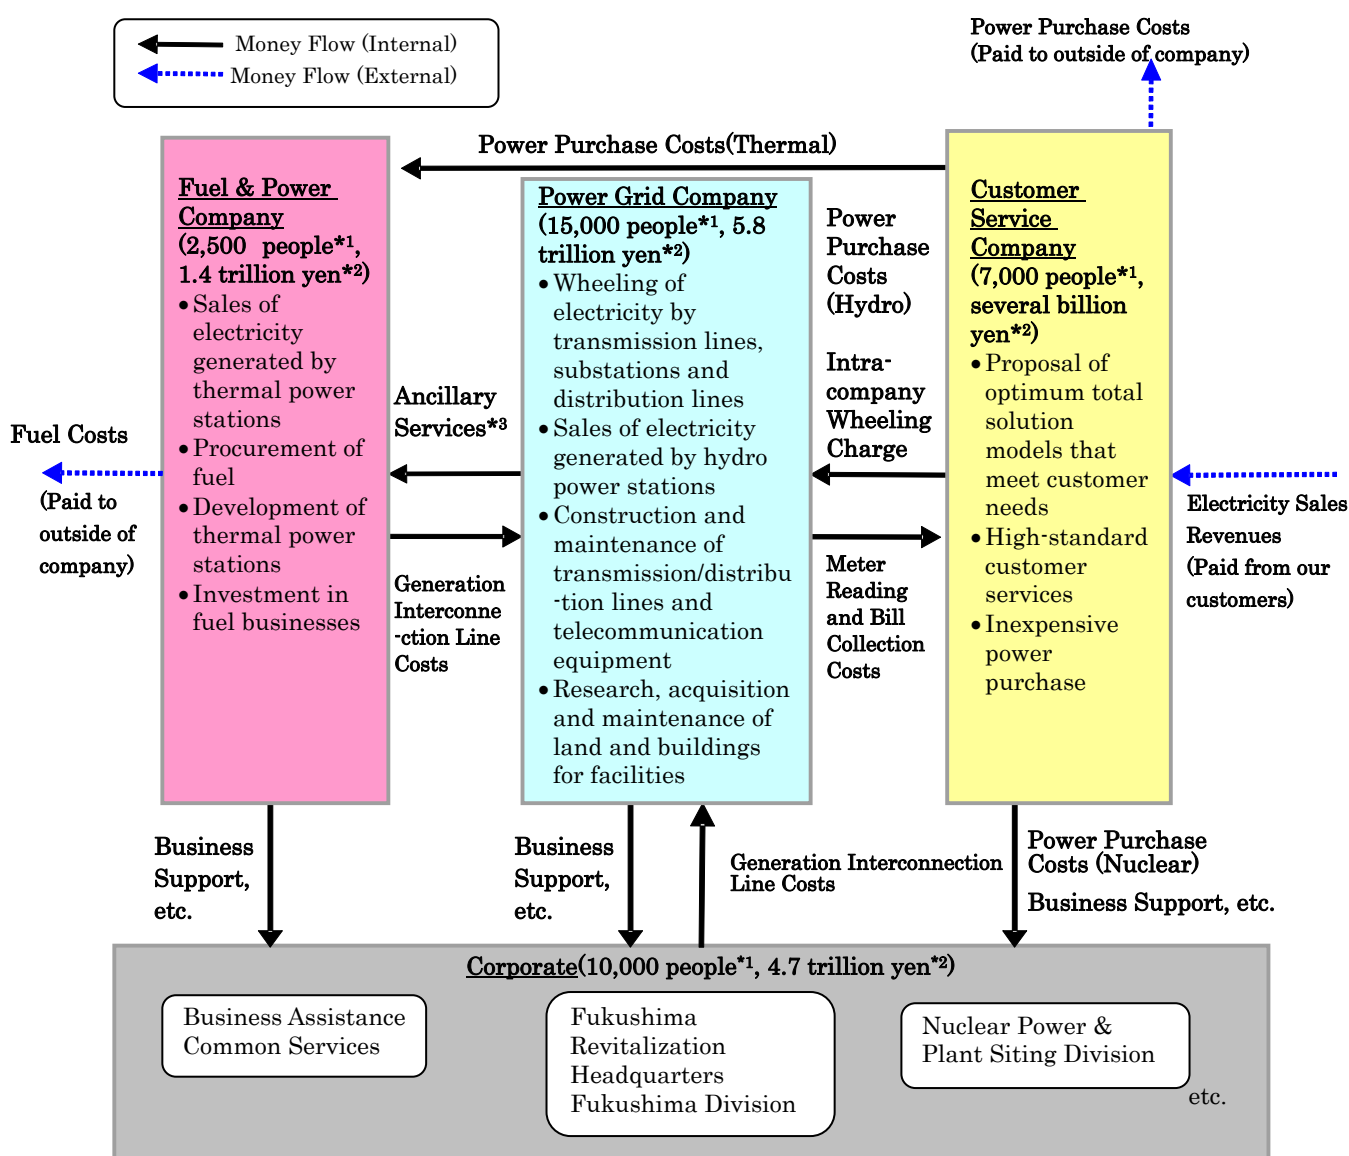 Money Flow (Internal)
Money Flow (External)
Power Purchase Costs
(Paid to outside of company)
Power Purchase Costs(Thermal)
Fuel & Power
Company
(2,500 people*1,
1.4 trillion yen*2)
•Sales of
electricity
generated by
thermal power
stations
•Procurement of
fuel
•Development of
thermal power
stations
•Investment in
fuel businesses
Power Grid Company
(15,000 people*1, 5.8
trillion yen*2)
•Wheeling of
electricity by
transmission lines,
substations and
distribution lines
•Sales of electricity
generated by hydro
power stations
•Construction and
maintenance of
transmission/distribu
-tion lines and
telecommunication
equipment
•Research, acquisition
and maintenance of
land and buildings
for facilities
Customer
Service
Company
(7,000 people*1,
several billion
yen*2)
•Proposal of
optimum total
solution
models that
meet customer
needs
•High-standard
customer
services
•Inexpensive
power
purchase
Fuel Costs
(Paid to
outside of
company)
Ancillary
Services*3
Generation
Interconne
-ction Line
Costs
Power
Purchase
Costs
(Hydro)
Intra-
company
Wheeling
Charge
Meter
Reading
and Bill
Collection
Costs
Electricity Sales
Revenues
(Paid from our
customers)
Business
Support,
etc.
Business
Support,
etc.
Generation Interconnection
Line Costs
Power Purchase
Costs (Nuclear)
Business Support, etc.
Corporate(10,000 people*1, 4.7 trillion yen*2)
Business Assistance
Common Services
Fukushima
Revitalization
Headquarters
Fukushima Division
Nuclear Power &
Plant Siting Division
etc.